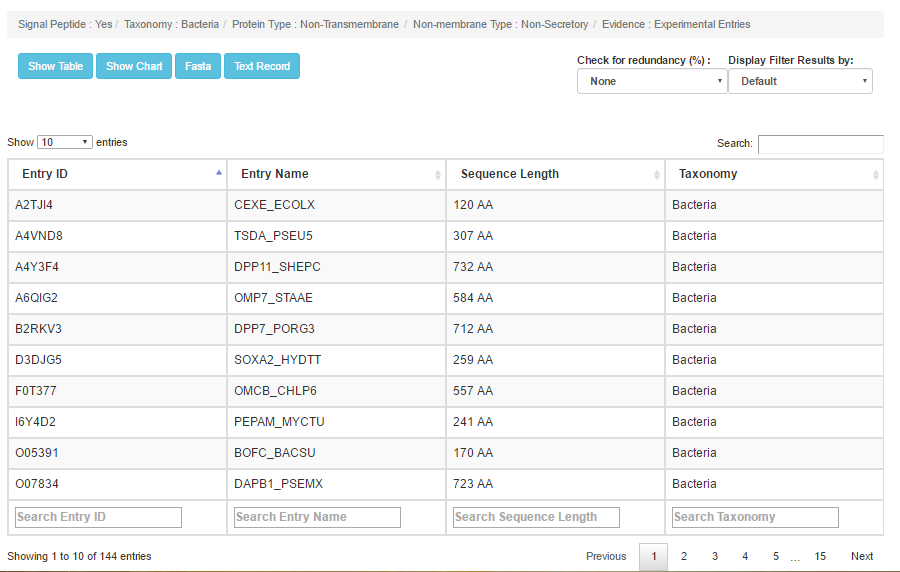 Signal Peptide : Yes / Taxonomy : Bacteria / Protein Type : Non-Transmembrane / Non-membrane Type : Non-Secretory / Evidence : Experimental Entries
Show Table Show Chart Fasta Text Record
Check for redundancy (%) : Display Filter Results by:
None Default
Show 10 entries Search:
Entry ID Entry Name Sequence Length Taxonomy
A2TJI4 CEXE_ECOLX 120 AA Bacteria
A4VND8 TSDA_PSEU5 307 AA Bacteria
A4Y3F4 DPP11_SHEPC 732 AA Bacteria
A6QIG2 OMP7_STAAE 584 AA Bacteria
B2RKV3 DPP7_PORG3 712 AA Bacteria
D3DJG5 SOXA2_HYDTT 259 AA Bacteria
F0T377 OMCB_CHLP6 557 AA Bacteria
I6Y4D2 PEPAM_MYCTU 241 AA Bacteria
O05391 BOFC_BACSU 170 AA Bacteria
O07834 DAPB1_PSEMX 723 AA Bacteria
Search Entry ID Search Entry Name Search Sequence Length Search Taxonomy
Showing 1 to 10 of 144 entries Previous 1 2 3 4 5 ... 15 Next